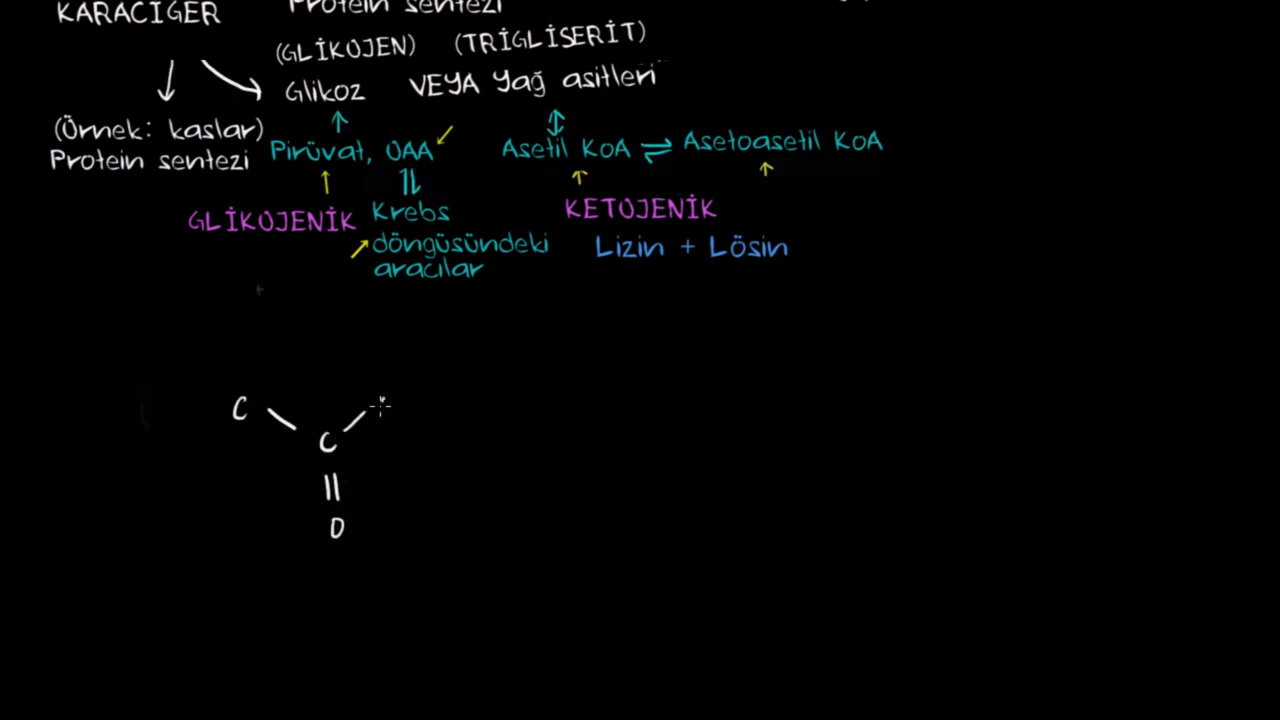 KARACİĞER
Protein sentezi
(GLİKOJEN) (TRİGLİSERİT)
Glikoz VEYA Yağ asitleri
(Örnek: kaslar)
Protein sentezi
Pirüvat, OAA
Asetil KoA ⇌ Asetoasetil KoA
GLİKOJENİK
Krebs
döngüsündeki
aracılar
KETOJENİK
Lizin + Lösin
C
C
O